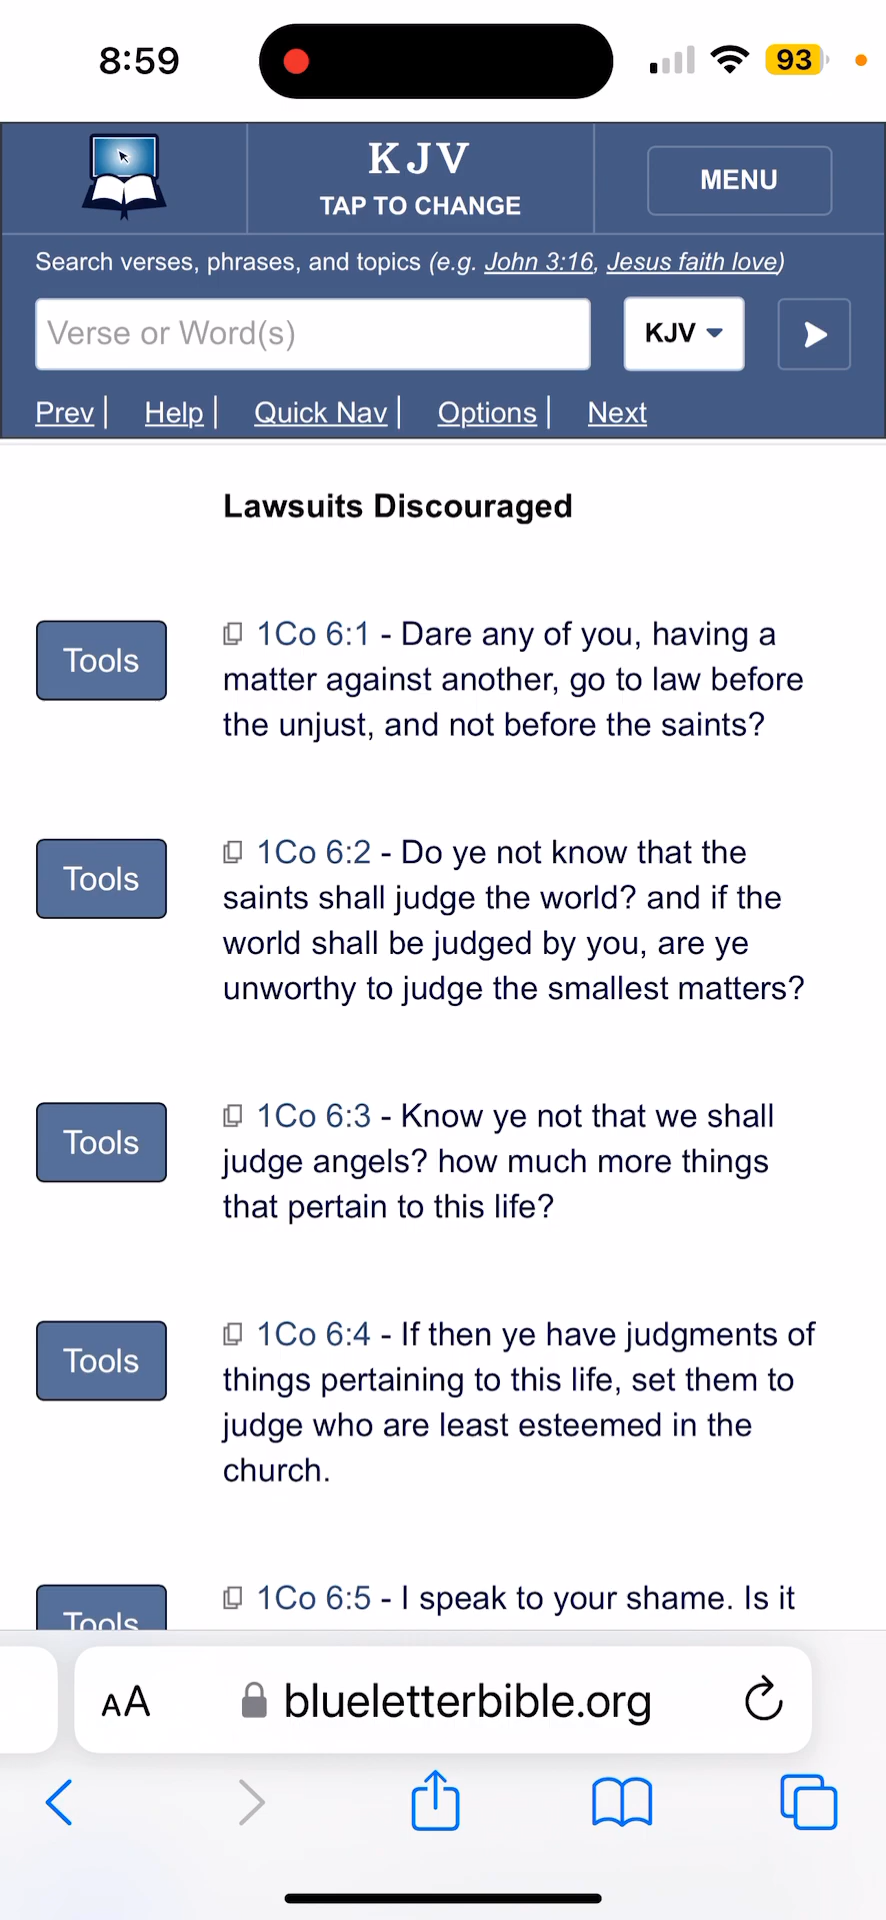 8:59
93
KJV
TAP TO CHANGE
MENU
Search verses, phrases, and topics (e.g. John 3:16, Jesus faith love)
Verse or Word(s)
KJV
Prev | Help | Quick Nav | Options | Next
Lawsuits Discouraged
Tools
1Co 6:1 - Dare any of you, having a
matter against another, go to law before
the unjust, and not before the saints?
Tools
1Co 6:2 - Do ye not know that the
saints shall judge the world? and if the
world shall be judged by you, are ye
unworthy to judge the smallest matters?
Tools
1Co 6:3 - Know ye not that we shall
judge angels? how much more things
that pertain to this life?
Tools
1Co 6:4 - If then ye have judgments of
things pertaining to this life, set them to
judge who are least esteemed in the
church.
Tools
1Co 6:5 - I speak to your shame. Is it
AA
blueletterbible.org